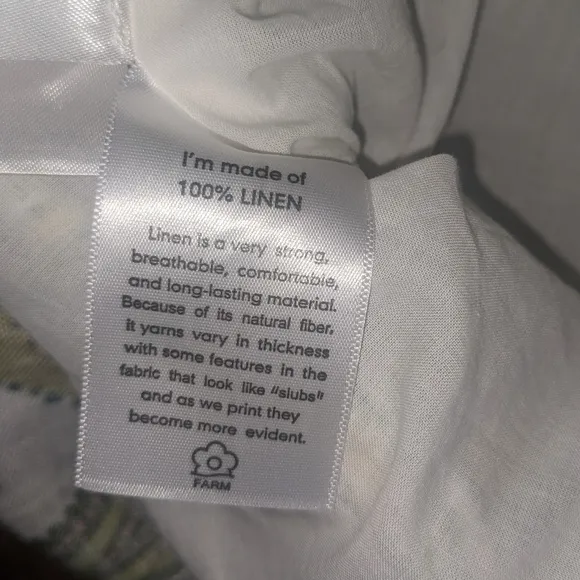 I'm made of
100% LINEN
Linen is a very strong,
breathable, comfortable,
and long-lasting material.
Because of its natural fiber,
it yarns vary in thickness
with some features in the
fabric that look like "slubs"
and as we print they
become more evident.
FARM